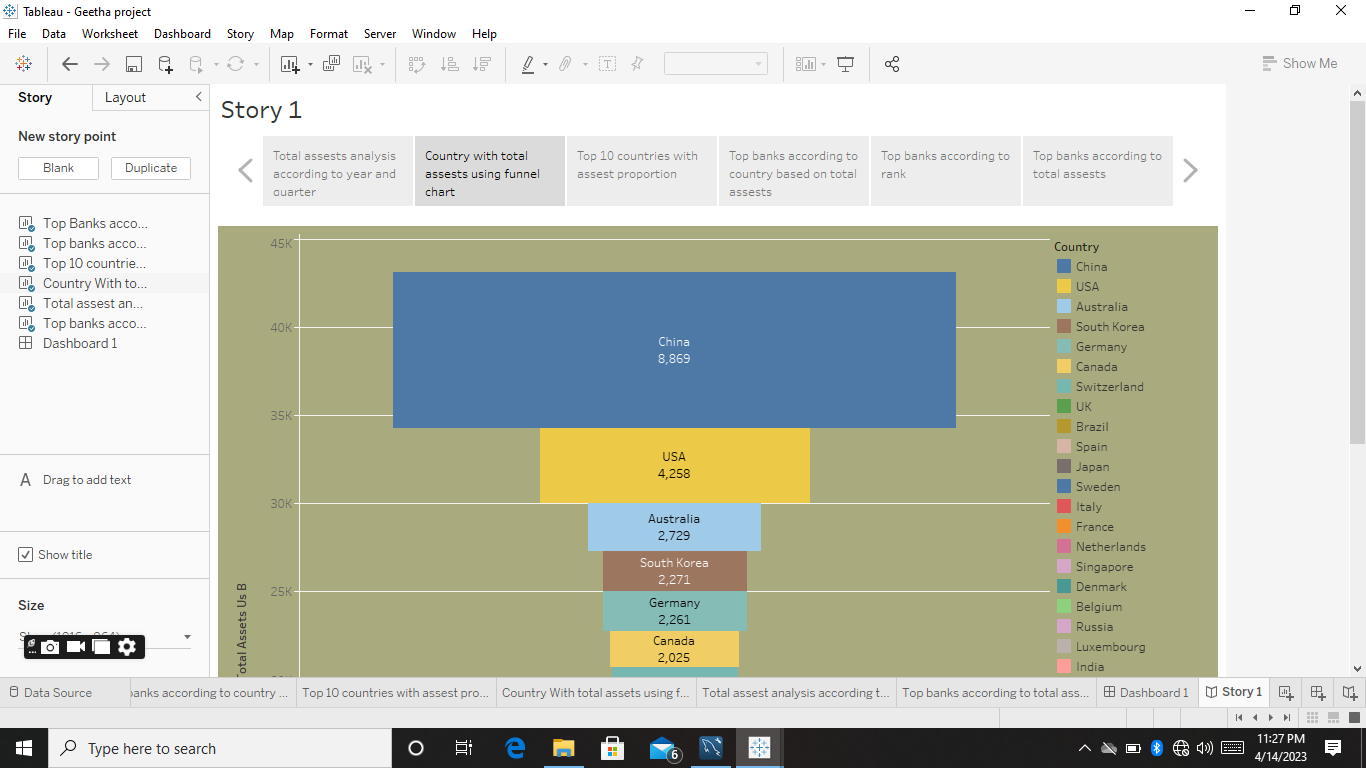 Tableau - Geetha project
File Data Worksheet Dashboard Story Map Format Server Window Help
Show Me
Story Layout
New story point
Blank Duplicate
Top Banks acco...
Top banks acco...
Top 10 countrie...
Country With to...
Total assest an...
Top banks acco...
Dashboard 1
A Drag to add text
Show title
Size
Story 1
Total assests analysis
according to year and
quarter
Country with total
assests using funnel
chart
Top 10 countries with
assest proportion
Top banks according to
country based on total
assests
Top banks according to
rank
Top banks according to
total assests
45K
40K
35K
30K
25K
Total Assets Us B
China
8,869
USA
4,258
Australia
2,729
South Korea
2,271
Germany
2,261
Canada
2,025
Country
China
USA
Australia
South Korea
Germany
Canada
Switzerland
UK
Brazil
Spain
Japan
Sweden
Italy
France
Netherlands
Singapore
Denmark
Belgium
Russia
Luxembourg
India
Data Source banks according to country ... Top 10 countries with assest pro... Country With total assets using f... Total assest analysis according t... Top banks according to total ass... Dashboard 1 Story 1
Type here to search
6
11:27 PM
4/14/2023